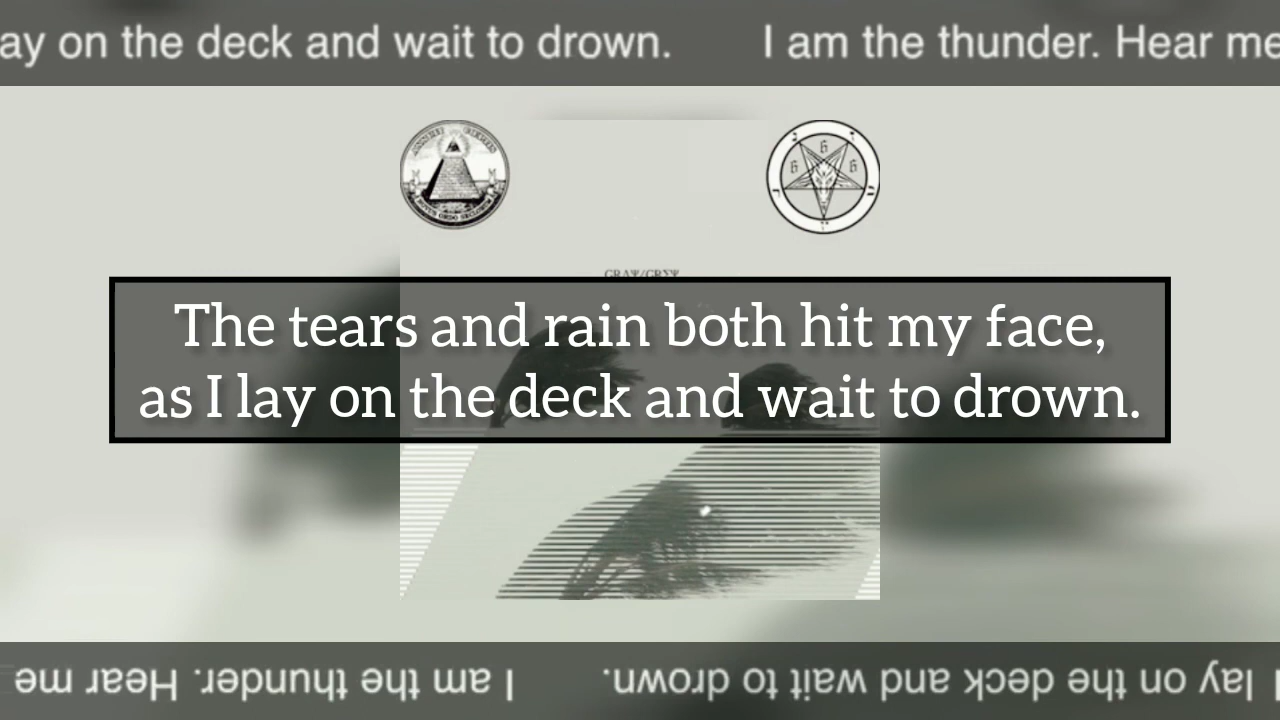 ay on the deck and wait to drown. I am the thunder. Hear me
GRAΨ/GRΣΨ
The tears and rain both hit my face,
as I lay on the deck and wait to drown.
I lay on the deck and wait to drown. I am the thunder. Hear me